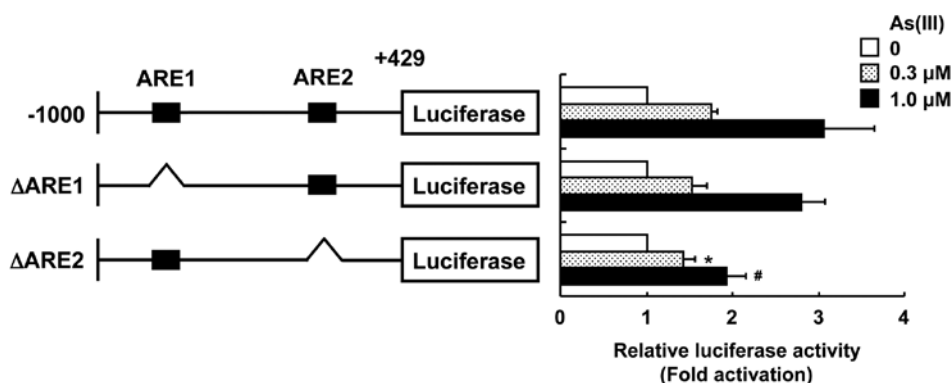 As(III)
0
0.3 μM
1.0 μM
+429
ARE1
ARE2
-1000
Luciferase
ΔARE1
Luciferase
ΔARE2
Luciferase
*
#
0
1
2
3
4
Relative luciferase activity
(Fold activation)